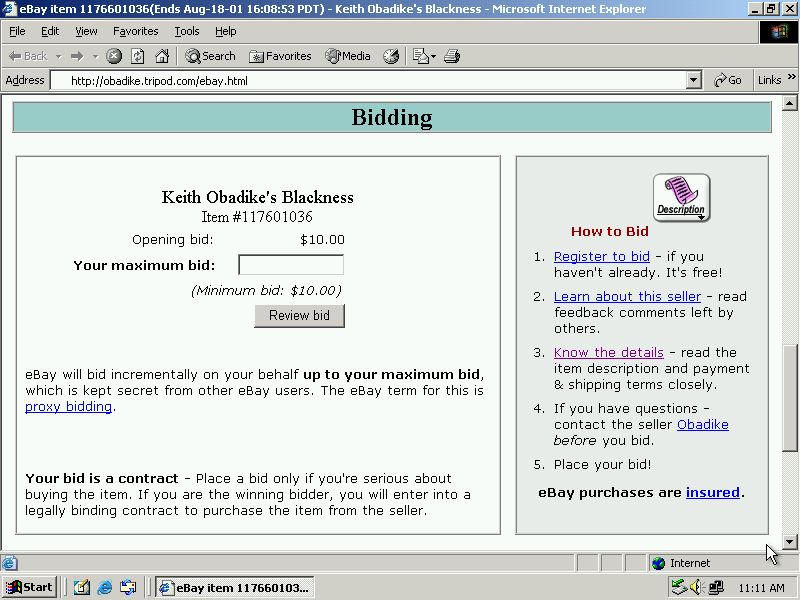 eBay item 1176601036(Ends Aug-18-01 16:08:53 PDT) - Keith Obadike's Blackness - Microsoft Internet Explorer
File Edit View Favorites Tools Help
Back Search Favorites Media
Address http://obadike.tripod.com/ebay.html Go Links »
Bidding
Keith Obadike's Blackness
Item #117601036
Opening bid: $10.00
Your maximum bid:
(Minimum bid: $10.00)
Review bid
eBay will bid incrementally on your behalf up to your maximum bid,
which is kept secret from other eBay users. The eBay term for this is
proxy bidding.
Your bid is a contract - Place a bid only if you're serious about
buying the item. If you are the winning bidder, you will enter into a
legally binding contract to purchase the item from the seller.
Description
How to Bid
1. Register to bid - if you
haven't already. It's free!
2. Learn about this seller - read
feedback comments left by
others.
3. Know the details - read the
item description and payment
& shipping terms closely.
4. If you have questions -
contact the seller Obadike
before you bid.
5. Place your bid!
eBay purchases are insured.
Internet
Start eBay item 117660103... 11:11 AM